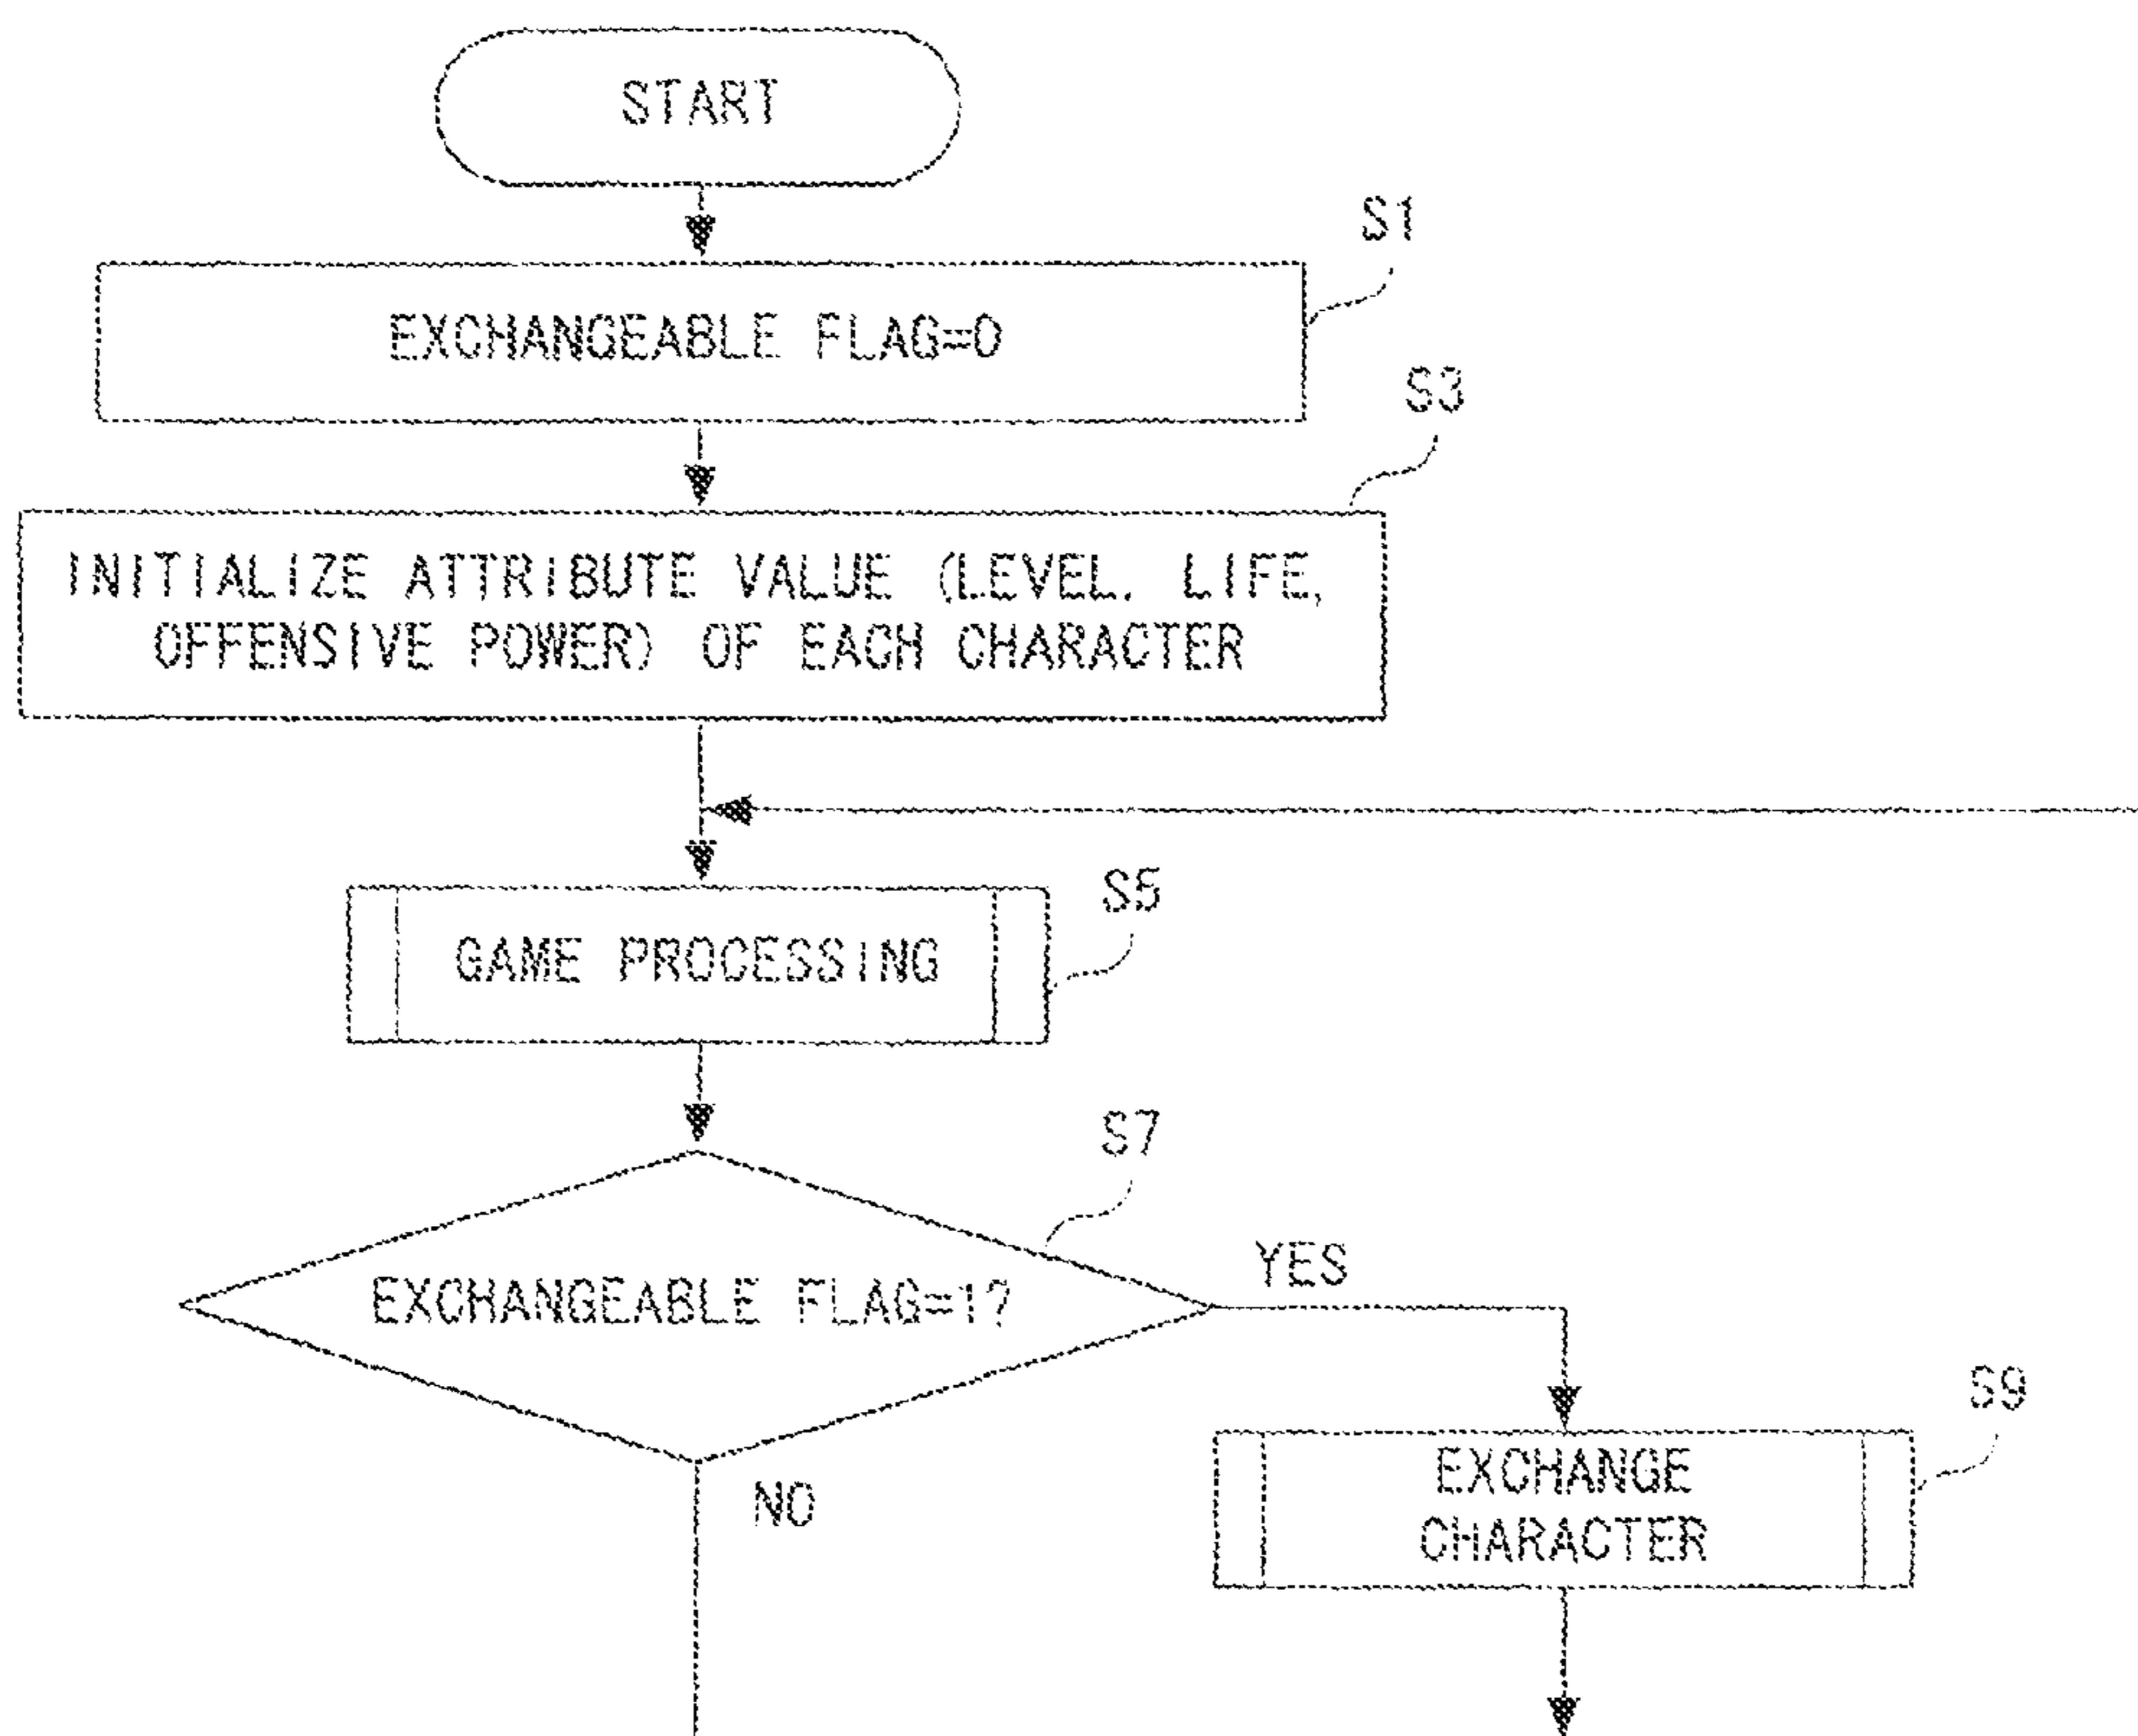 START
S1
EXCHANGEABLE FLAG=0
S3
INITIALIZE ATTRIBUTE VALUE (LEVEL, LIFE,
OFFENSIVE POWER) OF EACH CHARACTER
S5
GAME PROCESSING
S7
EXCHANGEABLE FLAG=1?
YES
S9
EXCHANGE
CHARACTER
NO